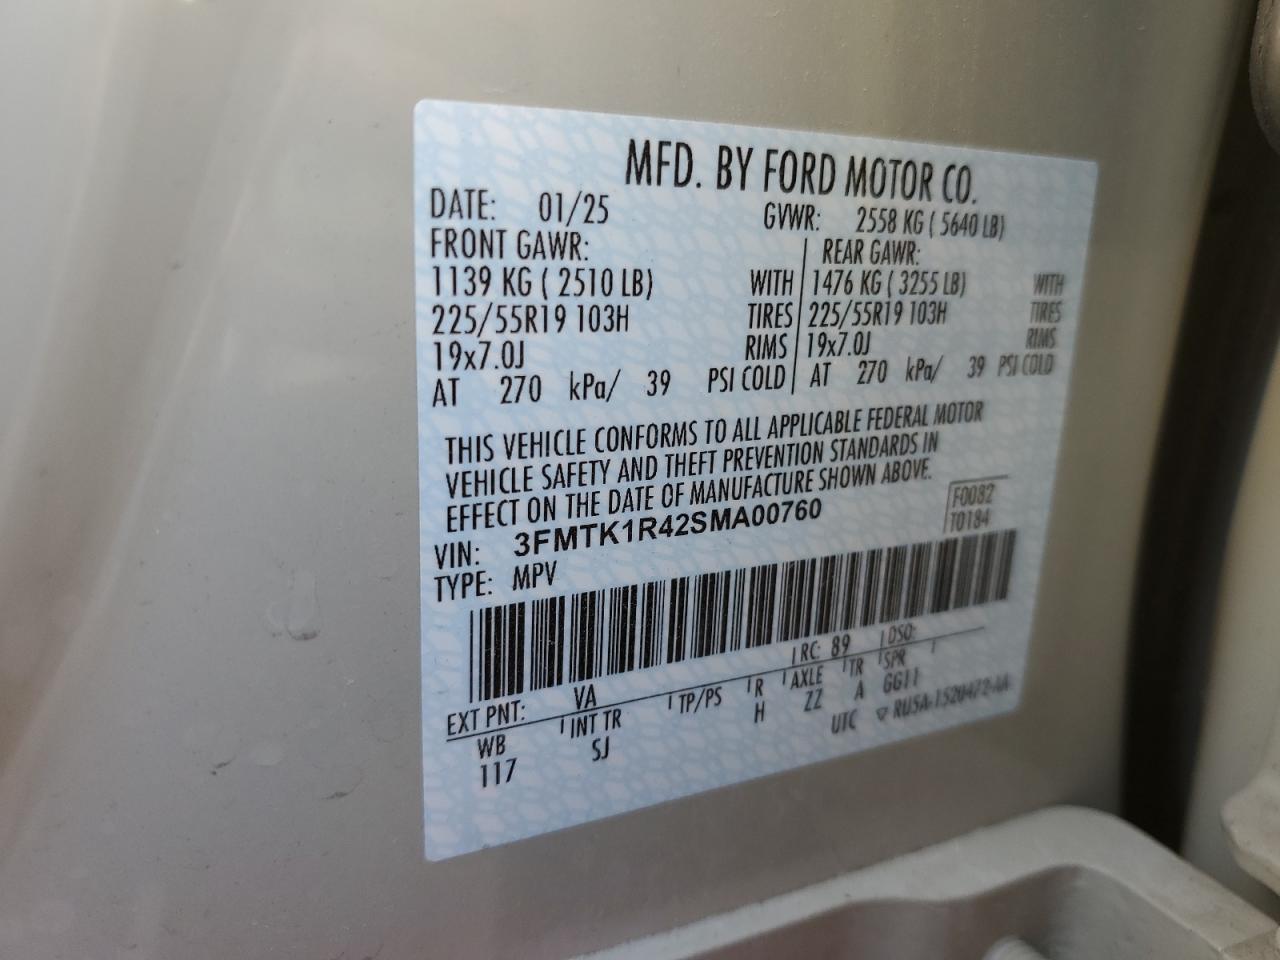 MFD. BY FORD MOTOR CO.
DATE: 01/25 GVWR: 2558 KG ( 5640 LB)
FRONT GAWR: REAR GAWR:
1139 KG ( 2510 LB) WITH 1476 KG ( 3255 LB) WITH
225/55R19 103H TIRES 225/55R19 103H TIRES
19x7.0J RIMS 19x7.0J RIMS
AT 270 kPa/ 39 PSI COLD AT 270 kPa/ 39 PSI COLD
THIS VEHICLE CONFORMS TO ALL APPLICABLE FEDERAL MOTOR
VEHICLE SAFETY AND THEFT PREVENTION STANDARDS IN
EFFECT ON THE DATE OF MANUFACTURE SHOWN ABOVE.
F0082
VIN: 3FMTK1R42SMA00760 T0184
TYPE: MPV
EXT PNT: VA RC: 89 DSO:
WB INT TR TP/PS R AXLE TR SPR
117 SJ H ZZ A GG11
UTC ▽ RU5A-1520472-AA